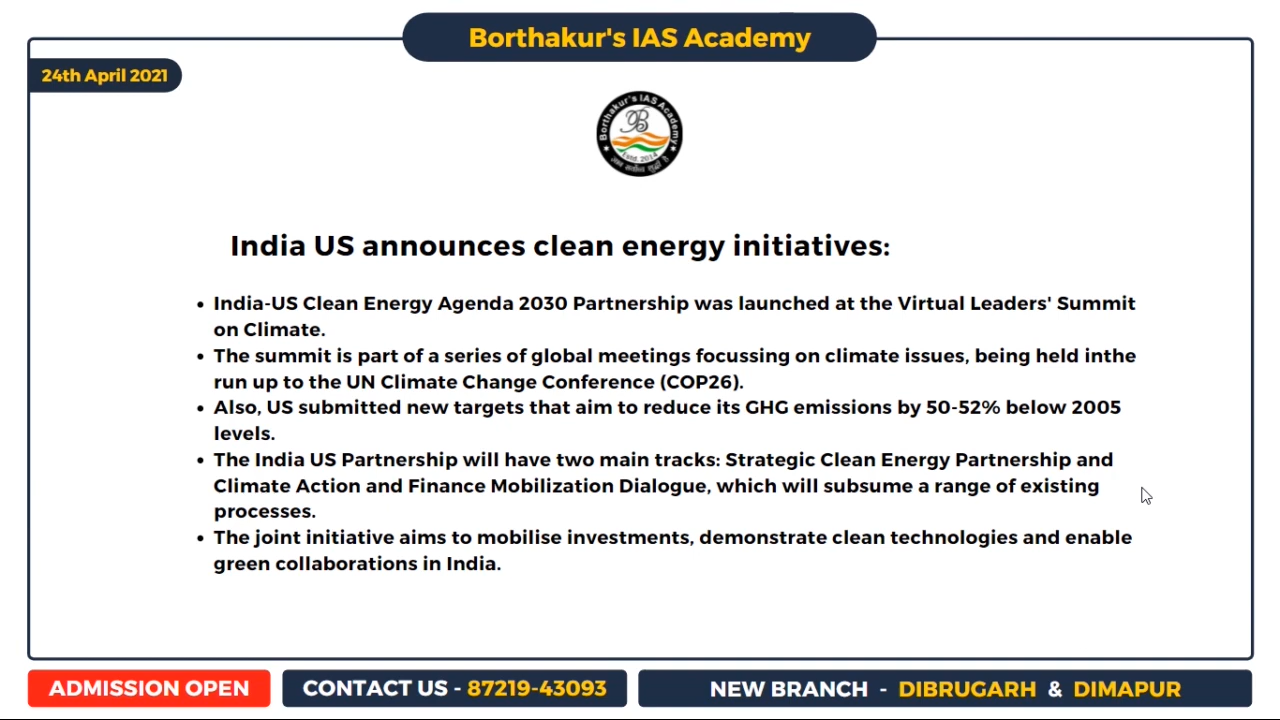 Borthakur's IAS Academy
24th April 2021
Borthakur's IAS Academy
Estd. 2014
India US announces clean energy initiatives:
• India-US Clean Energy Agenda 2030 Partnership was launched at the Virtual Leaders' Summit
on Climate.
• The summit is part of a series of global meetings focussing on climate issues, being held inthe
run up to the UN Climate Change Conference (COP26).
• Also, US submitted new targets that aim to reduce its GHG emissions by 50-52% below 2005
levels.
• The India US Partnership will have two main tracks: Strategic Clean Energy Partnership and
Climate Action and Finance Mobilization Dialogue, which will subsume a range of existing
processes.
• The joint initiative aims to mobilise investments, demonstrate clean technologies and enable
green collaborations in India.
ADMISSION OPEN
CONTACT US - 87219-43093
NEW BRANCH - DIBRUGARH & DIMAPUR